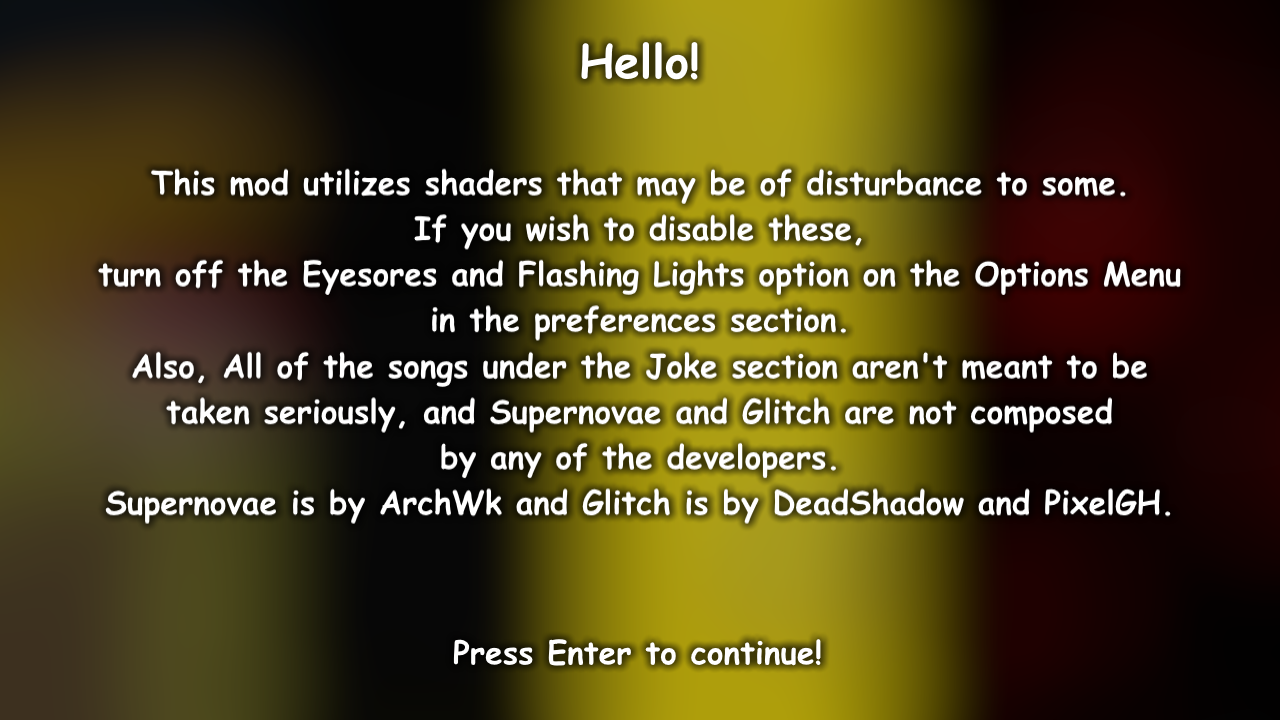 Hello!
This mod utilizes shaders that may be of disturbance to some.
If you wish to disable these,
turn off the Eyesores and Flashing Lights option on the Options Menu
in the preferences section.
Also, All of the songs under the Joke section aren't meant to be
taken seriously, and Supernovae and Glitch are not composed
by any of the developers.
Supernovae is by ArchWk and Glitch is by DeadShadow and PixelGH.
Press Enter to continue!